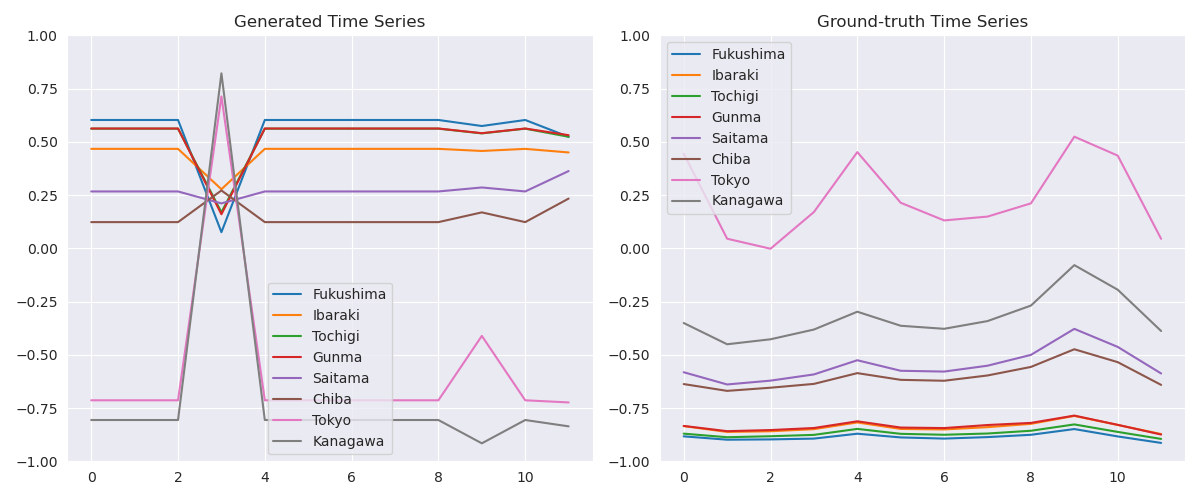 Generated Time Series
1.00
0.75
0.50
0.25
0.00
−0.25
−0.50
−0.75
−1.00
0 2 4 6 8 10
Fukushima
Ibaraki
Tochigi
Gunma
Saitama
Chiba
Tokyo
Kanagawa
Ground-truth Time Series
1.00
0.75
0.50
0.25
0.00
−0.25
−0.50
−0.75
−1.00
0 2 4 6 8 10
Fukushima
Ibaraki
Tochigi
Gunma
Saitama
Chiba
Tokyo
Kanagawa